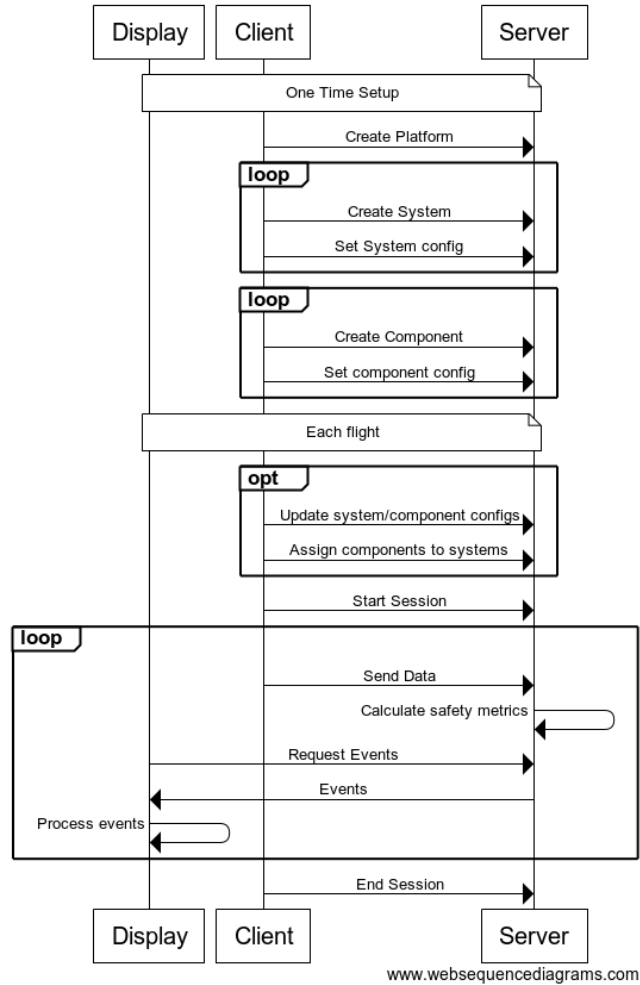 Display Client Server
One Time Setup
Create Platform
loop
Create System
Set System config
loop
Create Component
Set component config
Each flight
opt
Update system/component configs
Assign components to systems
Start Session
loop
Send Data
Calculate safety metrics
Request Events
Events
Process events
End Session
Display Client Server
www.websequencediagrams.com